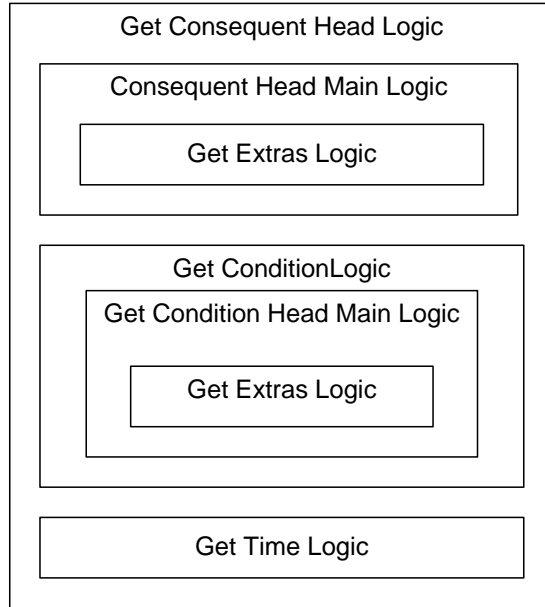 Get Consequent Head Logic
Consequent Head Main Logic
Get Extras Logic
Get ConditionLogic
Get Condition Head Main Logic
Get Extras Logic
Get Time Logic